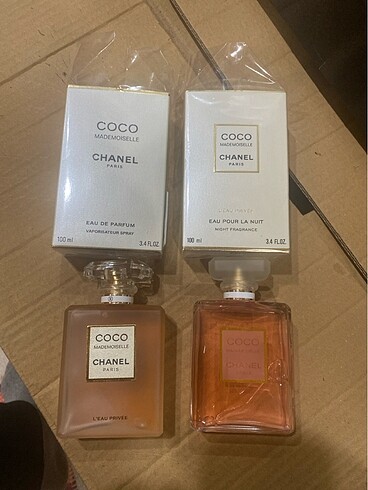 COCO
MADEMOISELLE
CHANEL
PARIS
EAU DE PARFUM
VAPORISATEUR SPRAY
100 ml
3.4 FL.OZ.
COCO
MADEMOISELLE
CHANEL
PARIS
EAU POUR LA NUIT
NIGHT FRAGRANCE
100 ml
3.4 FL.OZ.
COCO
MADEMOISELLE
CHANEL
PARIS
L'EAU PRIVÉE
COCO
MADEMOISELLE
CHANEL